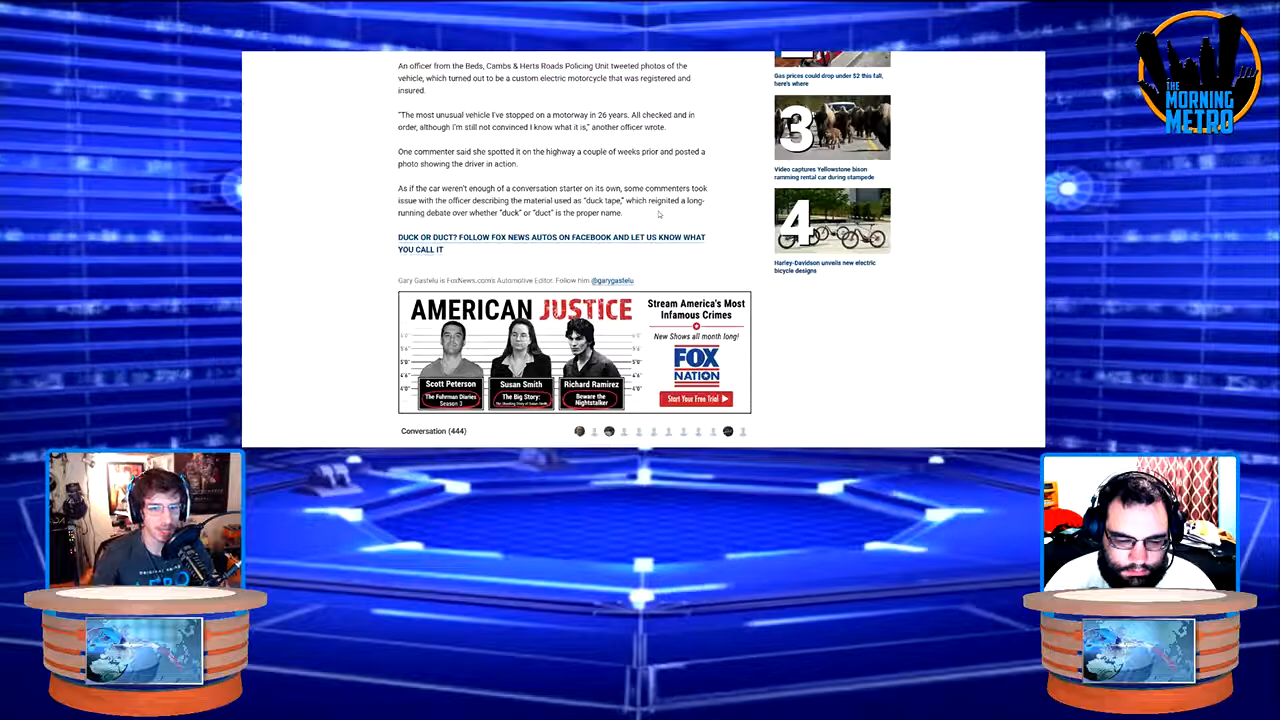 An officer from the Beds, Cambs & Herts Roads Policing Unit tweeted photos of the
vehicle, which turned out to be a custom electric motorcycle that was registered and
insured.
"The most unusual vehicle I've stopped on a motorway in 26 years. All checked and in
order, although I'm still not convinced I know what it is," another officer wrote.
One commenter said she spotted it on the highway a couple of weeks prior and posted a
photo showing the driver in action.
As if the car weren't enough of a conversation starter on its own, some commenters took
issue with the officer describing the material used as "duck tape," which reignited a long-
running debate over whether "duck" or "duct" is the proper name.
DUCK OR DUCT? FOLLOW FOX NEWS AUTOS ON FACEBOOK AND LET US KNOW WHAT
YOU CALL IT
Gary Gastelu is FoxNews.com's Automotive Editor. Follow him @garygastelu
AMERICAN JUSTICE
Scott Peterson
The Fuhrman Diaries
Season 3
Susan Smith
The Big Story:
Richard Ramirez
Beware the
Nightstalker
Stream America's Most
Infamous Crimes
New Shows all month long!
FOX
NATION
Start Your Free Trial
Conversation (444)
Gas prices could drop under $2 this fall,
here's where
3
Video captures Yellowstone bison
ramming rental car during stampede
4
Harley-Davidson unveils new electric
bicycle designs
THE
MORNING
METRO